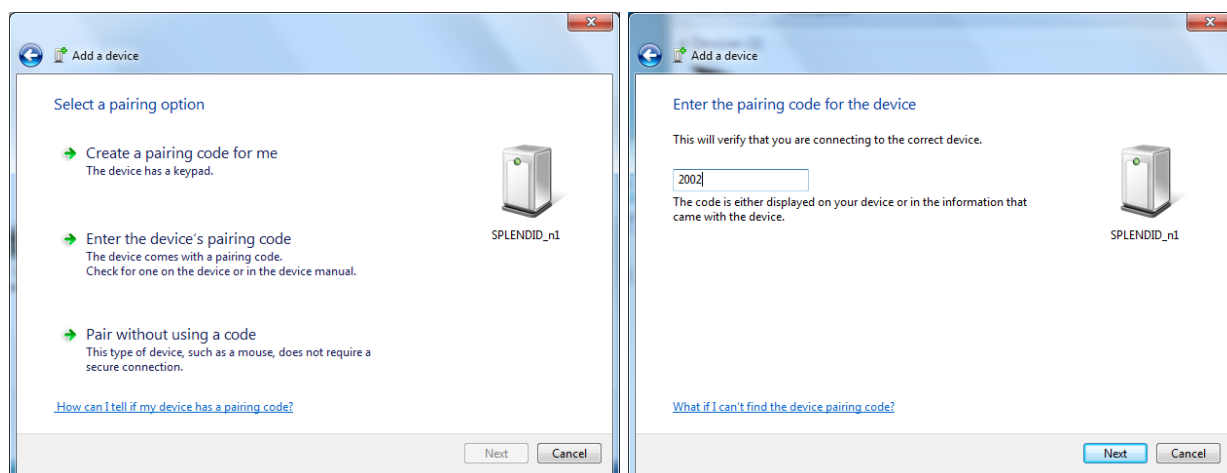 Add a device
Select a pairing option
Create a pairing code for me
The device has a keypad.
Enter the device's pairing code
The device comes with a pairing code.
Check for one on the device or in the device manual.
Pair without using a code
This type of device, such as a mouse, does not require a
secure connection.
SPLENDID_n1
How can I tell if my device has a pairing code?
Next
Cancel
Add a device
Enter the pairing code for the device
This will verify that you are connecting to the correct device.
2002
The code is either displayed on your device or in the information that
came with the device.
SPLENDID_n1
What if I can't find the device pairing code?
Next
Cancel